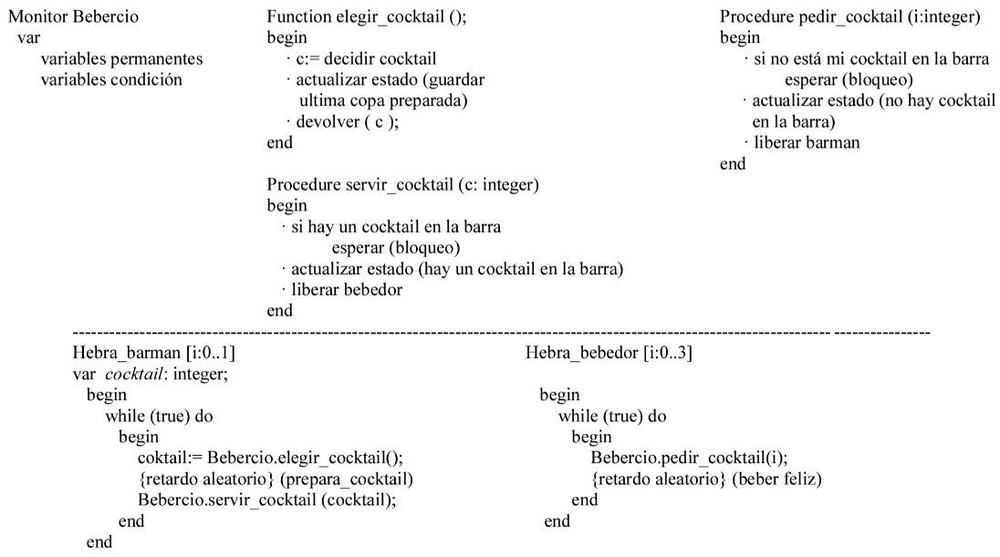 Monitor Bebercio
var
variables permanentes
variables condición
Function elegir_cocktail ();
begin
· c:= decidir cocktail
· actualizar estado (guardar
ultima copa preparada)
· devolver ( c );
end
Procedure servir_cocktail (c: integer)
begin
· si hay un cocktail en la barra
esperar (bloqueo)
· actualizar estado (hay un cocktail en la barra)
· liberar bebedor
end
Procedure pedir_cocktail (i:integer)
begin
· si no está mi cocktail en la barra
esperar (bloqueo)
· actualizar estado (no hay cocktail
en la barra)
· liberar barman
end
Hebra_barman [i:0..1]
var cocktail: integer;
begin
while (true) do
begin
coktail:= Bebercio.elegir_cocktail();
{retardo aleatorio} (prepara_cocktail)
Bebercio.servir_cocktail (cocktail);
end
end
Hebra_bebedor [i:0..3]
begin
while (true) do
begin
Bebercio.pedir_cocktail(i);
{retardo aleatorio} (beber feliz)
end
end